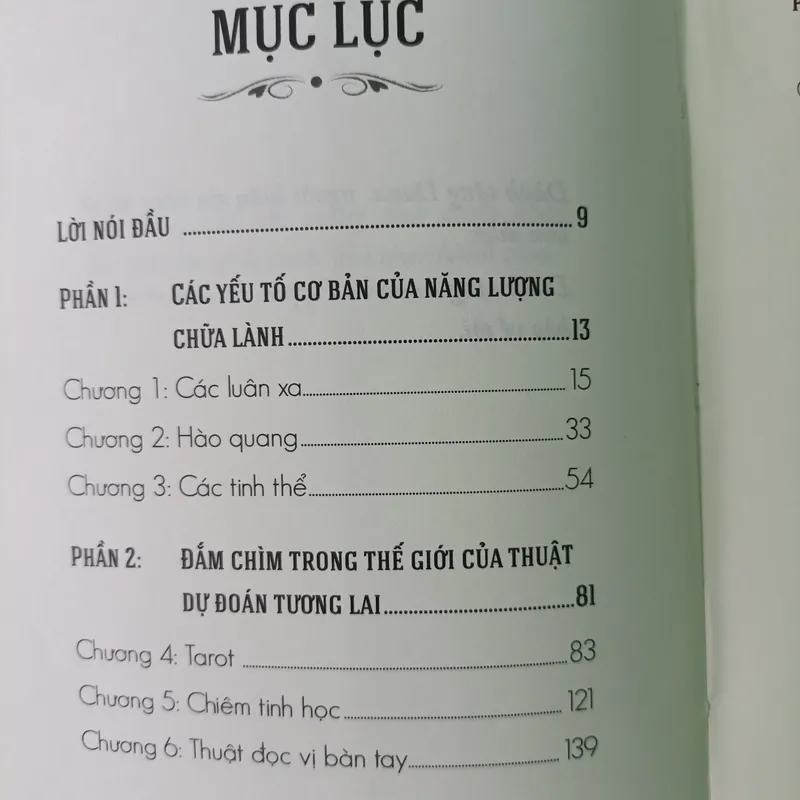 MỤC LỤC
LỜI NÓI ĐẦU ........ 9
PHẦN 1: CÁC YẾU TỐ CƠ BẢN CỦA NĂNG LƯỢNG
CHỮA LÀNH ........ 13
Chương 1: Các luân xa ........ 15
Chương 2: Hào quang ........ 33
Chương 3: Các tinh thể ........ 54
PHẦN 2: ĐẮM CHÌM TRONG THẾ GIỚI CỦA THUẬT
DỰ ĐOÁN TƯƠNG LAI ........ 81
Chương 4: Tarot ........ 83
Chương 5: Chiêm tinh học ........ 121
Chương 6: Thuật đọc vị bàn tay ........ 139